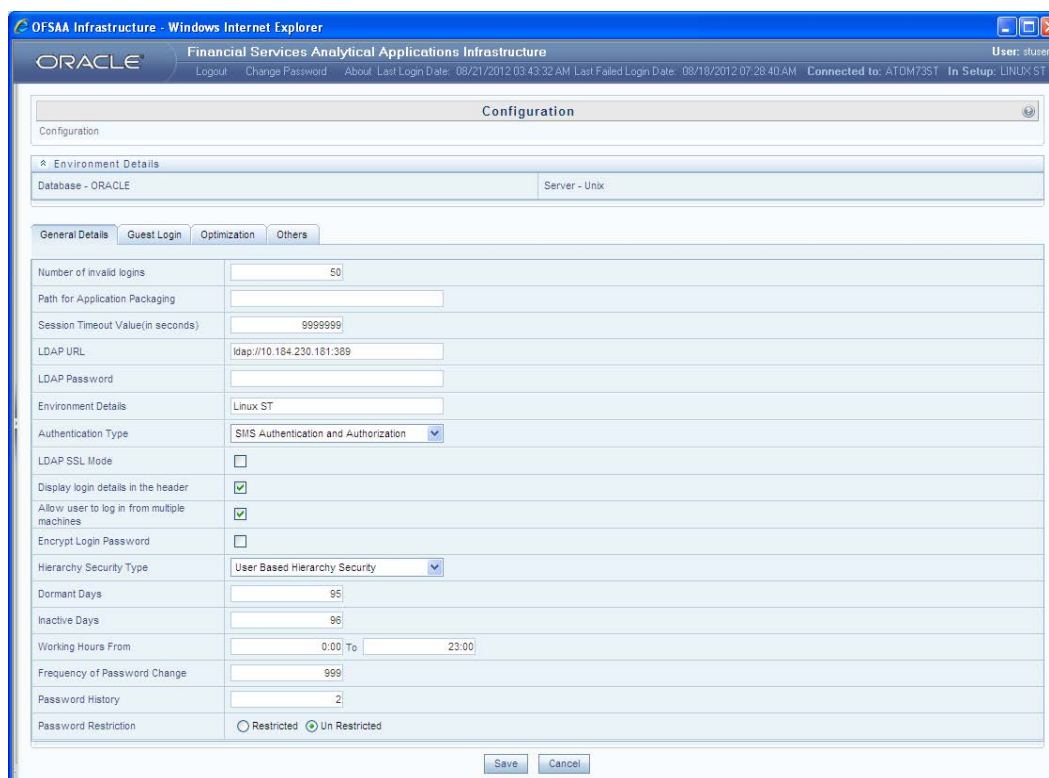 OFSAA Infrastructure - Windows Internet Explorer
ORACLE
Financial Services Analytical Applications Infrastructure
User: stuser
Logout Change Password About Last Login Date: 08/21/2012 03:43:32 AM Last Failed Login Date: 08/18/2012 07:28:40:AM Connected to: ATOM73ST In Setup: LINUX ST
Configuration
Configuration
Environment Details
Database - ORACLE Server - Unix
General Details Guest Login Optimization Others
Number of invalid logins 50
Path for Application Packaging
Session Timeout Value(in seconds) 9999999
LDAP URL ldap://10.184.230.181:389
LDAP Password
Environment Details Linux ST
Authentication Type SMS Authentication and Authorization
LDAP SSL Mode
Display login details in the header
Allow user to log in from multiple
machines
Encrypt Login Password
Hierarchy Security Type User Based Hierarchy Security
Dormant Days 95
Inactive Days 96
Working Hours From 0:00 To 23:00
Frequency of Password Change 999
Password History 2
Password Restriction Restricted Un Restricted
Save Cancel